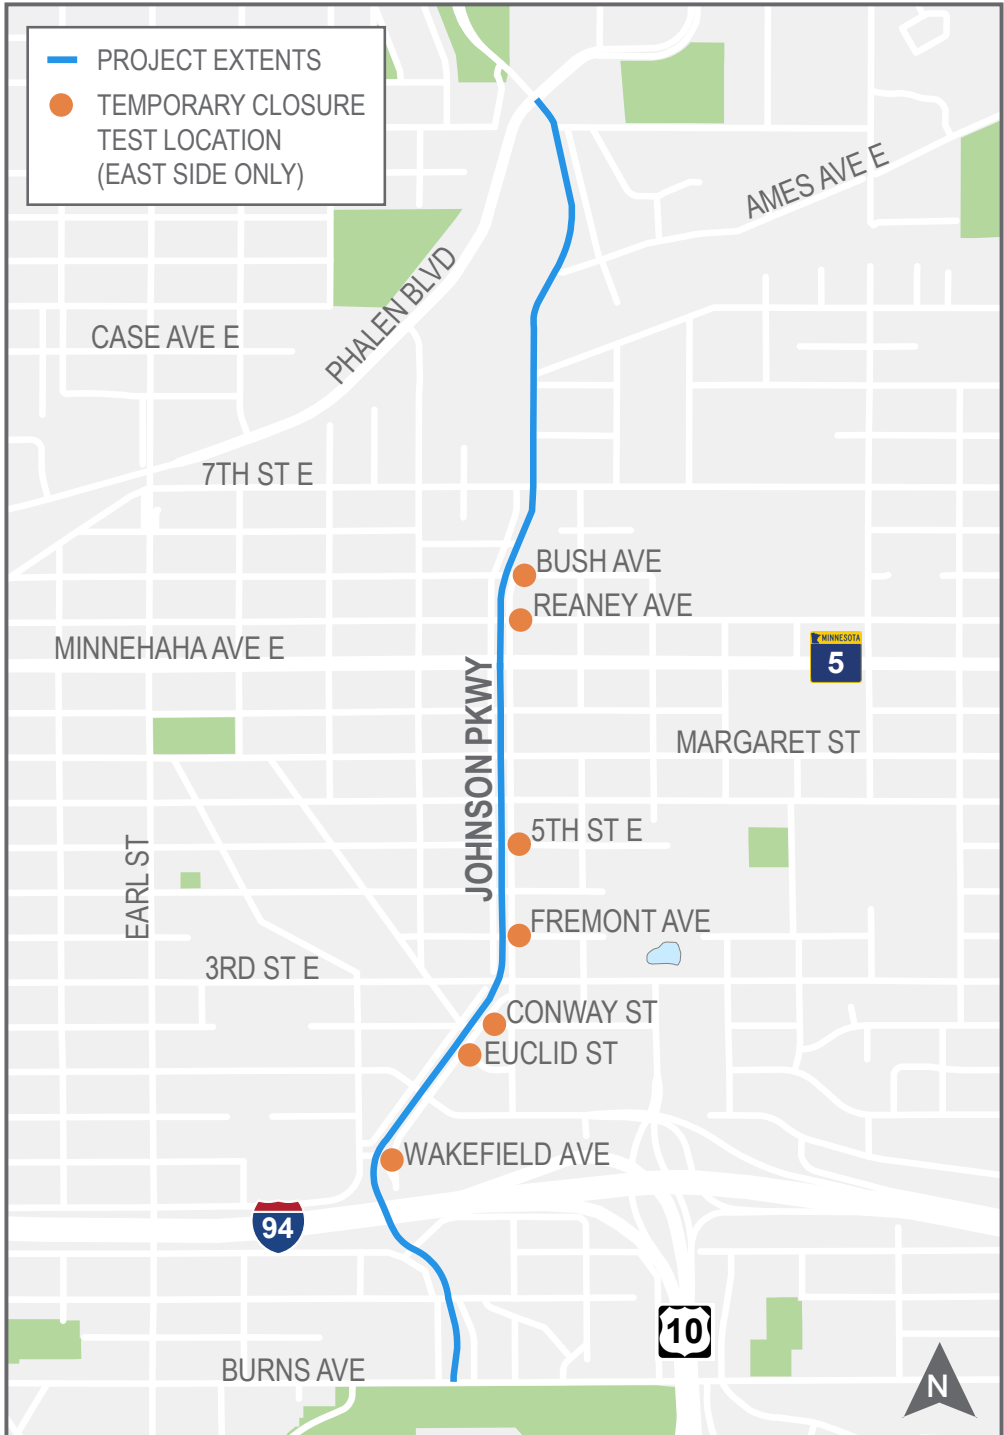 PROJECT EXTENTS
TEMPORARY CLOSURE
TEST LOCATION
(EAST SIDE ONLY)
AMES AVE E
PHALEN BLVD
CASE AVE E
7TH ST E
BUSH AVE
REANEY AVE
MINNEHAHA AVE E
MINNESOTA
5
JOHNSON PKWY
MARGARET ST
5TH ST E
EARL ST
FREMONT AVE
3RD ST E
CONWAY ST
EUCLID ST
WAKEFIELD AVE
94
10
BURNS AVE
N